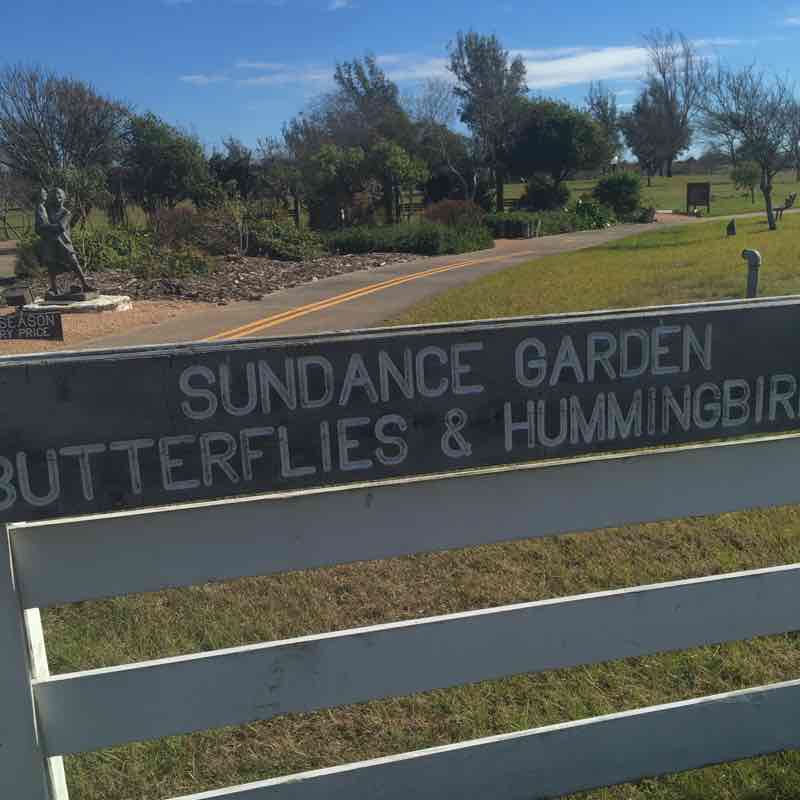 SEASON
BY PRICE
SUNDANCE GARDEN
BUTTERFLIES & HUMMINGBIR